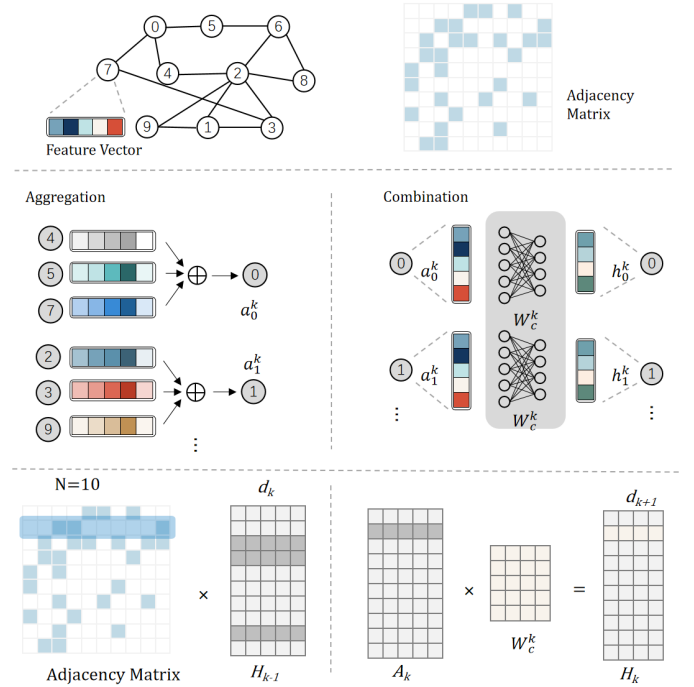 0
5
6
7
4
2
8
9
1
3
Feature Vector
Adjacency
Matrix
Aggregation
4
5
7
0
a_0^k
2
3
9
a_1^k
1
⋮
Combination
0
a_0^k
W_c^k
h_0^k
0
1
a_1^k
W_c^k
h_1^k
1
⋮
⋮
N=10
d_k
×
Adjacency Matrix
H_{k-1}
d_{k+1}
×
=
A_k
W_c^k
H_k